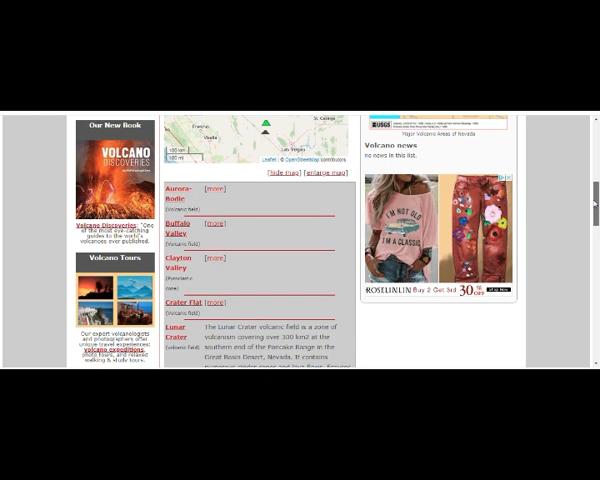 Our New Book
VOLCANO
DISCOVERIES
Volcano Discoveries: "One
of the most eye-catching
guides to the world's
volcanoes ever published.
Volcano Tours
Our expert volcanologists
and photographers offer
unique travel experiences:
volcano expeditions,
photo tours, and relaxed
walking & study tours.
Fresno
Visalia
St. George
Las Vegas
100 km
100 mi
Leaflet | © OpenStreetMap contributors
[hide map] [enlarge map]
Aurora-
Bodie
(Volcanic field)
[more]
Buffalo
Valley
(Volcanic field)
[more]
Clayton
Valley
(Pyroclastic
cone)
[more]
Crater Flat [more]
(Volcanic field)
Lunar
Crater
(volcanic field)
The Lunar Crater volcanic field is a zone of
volcanism covering over 300 km2 at the
southern end of the Pancake Range in the
Great Basin Desert, Nevada. It contains
USGS
Major Volcano Areas of Nevada
Volcano news
no news in this list.
I'M NOT OLD
I'M A CLASSIC
ROSELINLIN Buy 2 Get 3rd 30% OFF